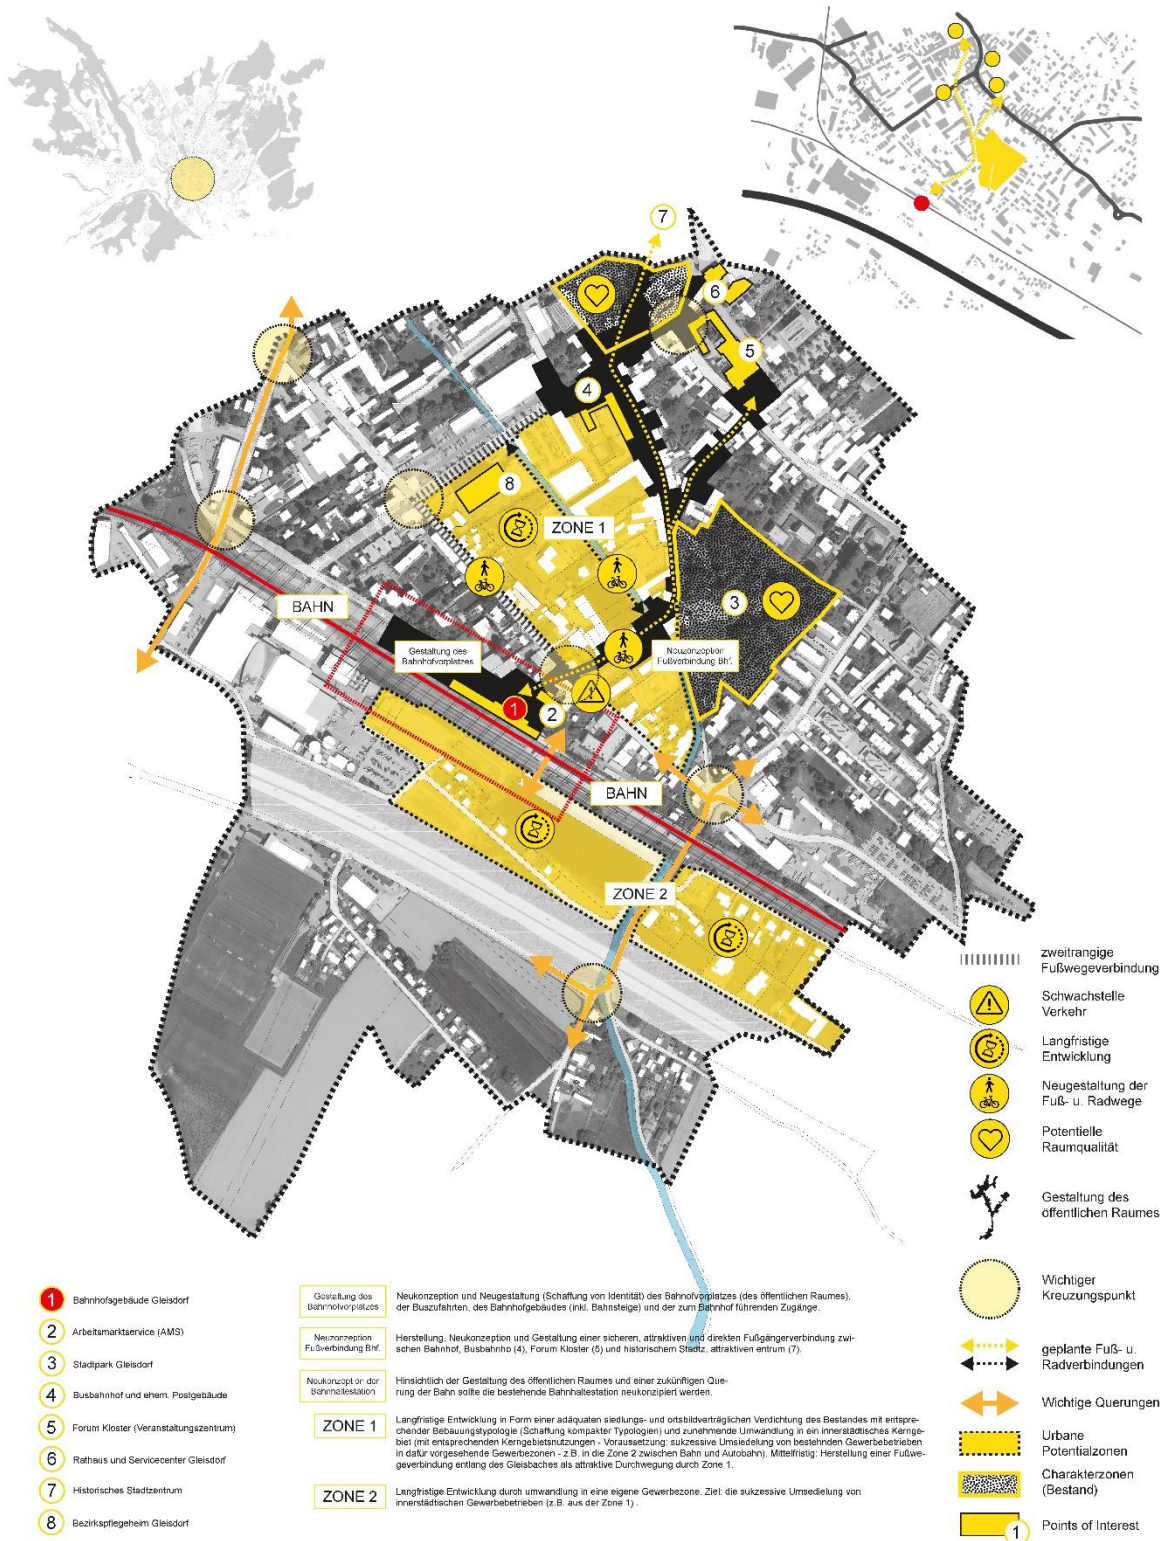 7
6
5
4
8
ZONE 1
3
BAHN
Gestaltung des
Bahnhofvorplatzes
Neuzonzeption
Fußverbindung Bhf.
1
2
BAHN
ZONE 2
zweitrangige
Fußwegeverbindung
Schwachstelle
Verkehr
Langfristige
Entwicklung
Neugestaltung der
Fuß- u. Radwege
Potentielle
Raumqualität
Gestaltung des
öffentlichen Raumes
Wichtiger
Kreuzungspunkt
geplante Fuß- u.
Radverbindungen
Wichtige Querungen
Urbane
Potentialzonen
Charakterzonen
(Bestand)
1 Points of Interest
1 Bahnhofsgebäude Gleisdorf
2 Arbeitsmarktservice (AMS)
3 Stadtpark Gleisdorf
4 Busbahnhof und ehem. Postgebäude
5 Forum Kloster (Veranstaltungszentrum)
6 Rathaus und Servicecenter Gleisdorf
7 Historisches Stadtzentrum
8 Bezirkspflegeheim Gleisdorf
Gestaltung des
Bahnhofvorplatzes
Neukonzeption und Neugestaltung (Schaffung von Identität) des Bahnhofvorplatzes (des öffentlichen Raumes),
der Buszufahrten, des Bahnhofgebäudes (inkl. Bahnsteige) und der zum Bahnhof führenden Zugänge.
Neuzonzeption
Fußverbindung Bhf.
Herstellung, Neukonzeption und Gestaltung einer sicheren, attraktiven und direkten Fußgängerverbindung zwi-
schen Bahnhof, Busbahnho (4), Forum Kloster (5) und historischem Stadtz, attraktiven entrum (7).
Neukonzeption der
Bahnhaltestation
Hinsichtlich der Gestaltung des öffentlichen Raumes und einer zukünftigen Que-
rung der Bahn sollte die bestehende Bahnhaltestation neukonzipiert werden.
ZONE 1
Langfristige Entwicklung in Form einer adäquaten siedlungs- und ortsbildverträglichen Verdichtung des Bestandes mit entspre-
chender Bebauungstypologie (Schaffung kompakter Typologien) und zunehmende Umwandlung in ein innerstädtisches Kernge-
biet (mit entsprechenden Kerngebietsnutzungen - Voraussetzung: sukzessive Umsiedelung von bestehnden Gewerbebetrieben
in dafür vorgesehende Gewerbezonen - z.B. in die Zone 2 zwischen Bahn und Autobahn). Mittelfristig: Herstellung einer Fußwe-
geverbindung entlang des Gleisbaches als attraktive Durchwegung durch Zone 1.
ZONE 2
Langfristige Entwicklung durch umwandlung in eine eigene Gewerbezone. Ziel: die sukzessive Umsedielung von
innerstädtischen Gewerbebetrieben (z.B. aus der Zone 1) .